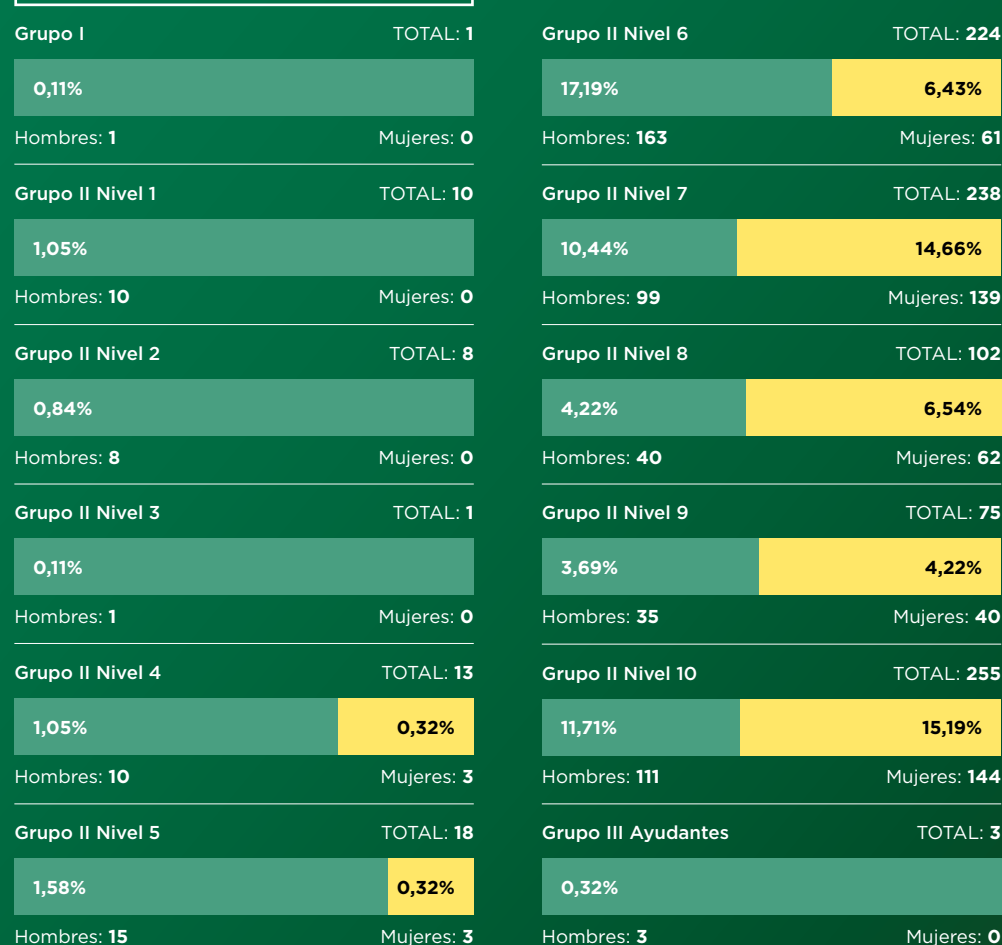 Grupo I TOTAL: 1
0,11%
Hombres: 1 Mujeres: 0
Grupo II Nivel 1 TOTAL: 10
1,05%
Hombres: 10 Mujeres: 0
Grupo II Nivel 2 TOTAL: 8
0,84%
Hombres: 8 Mujeres: 0
Grupo II Nivel 3 TOTAL: 1
0,11%
Hombres: 1 Mujeres: 0
Grupo II Nivel 4 TOTAL: 13
1,05% 0,32%
Hombres: 10 Mujeres: 3
Grupo II Nivel 5 TOTAL: 18
1,58% 0,32%
Hombres: 15 Mujeres: 3
Grupo II Nivel 6 TOTAL: 224
17,19% 6,43%
Hombres: 163 Mujeres: 61
Grupo II Nivel 7 TOTAL: 238
10,44% 14,66%
Hombres: 99 Mujeres: 139
Grupo II Nivel 8 TOTAL: 102
4,22% 6,54%
Hombres: 40 Mujeres: 62
Grupo II Nivel 9 TOTAL: 75
3,69% 4,22%
Hombres: 35 Mujeres: 40
Grupo II Nivel 10 TOTAL: 255
11,71% 15,19%
Hombres: 111 Mujeres: 144
Grupo III Ayudantes TOTAL: 3
0,32%
Hombres: 3 Mujeres: 0